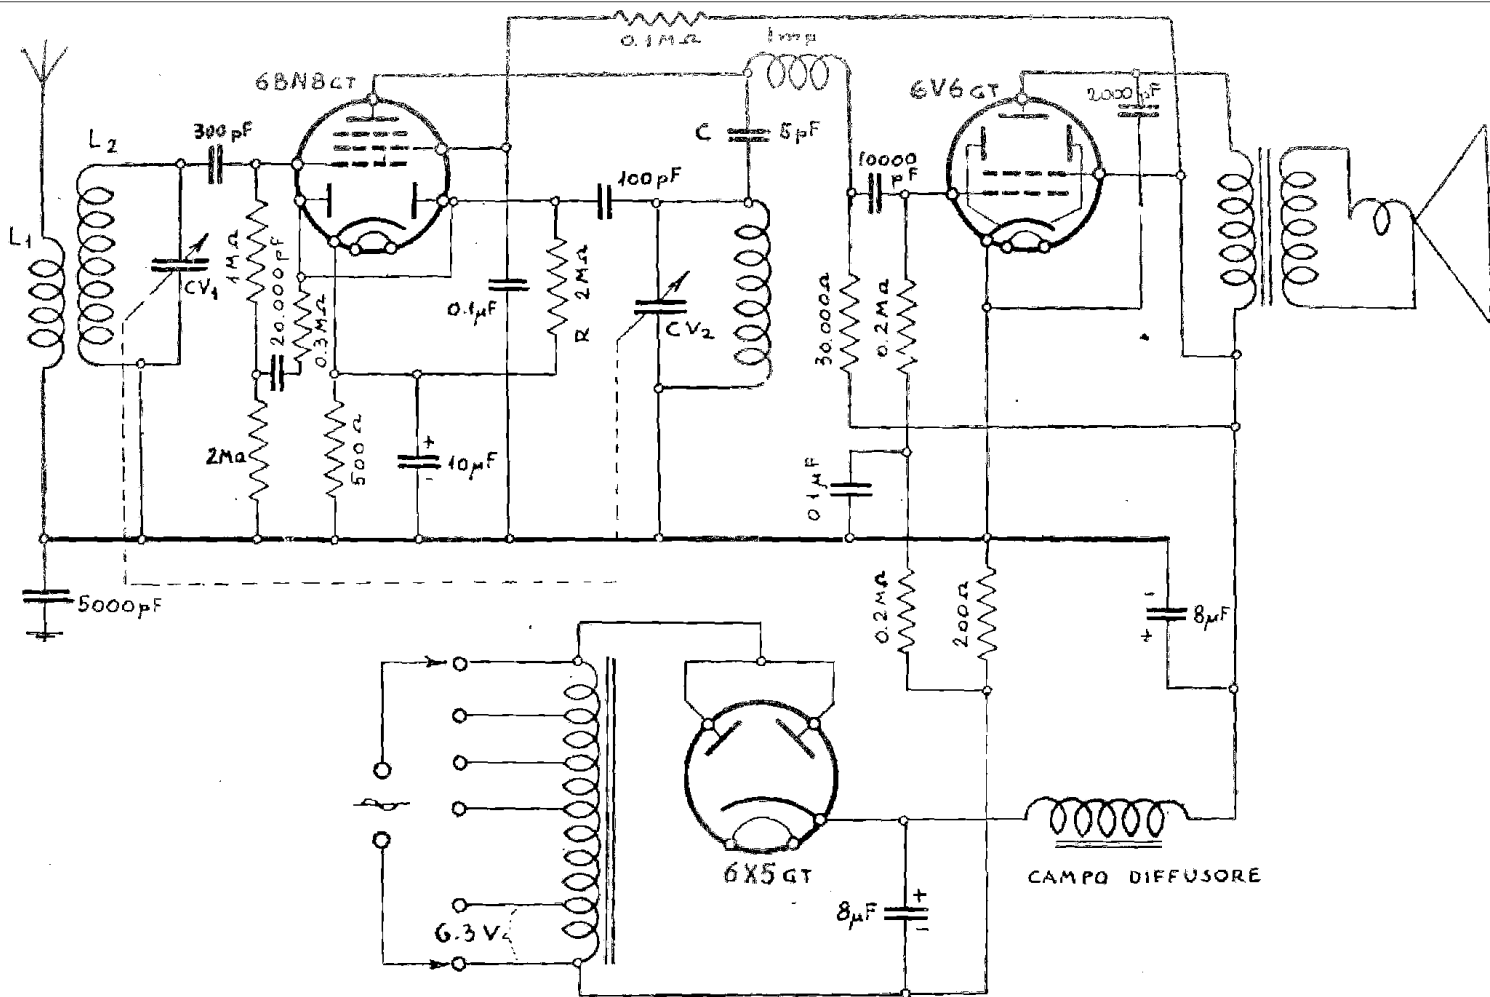 0.1MΩ
Imp
6BN8GT
6V6GT
2000pF
300pF
L2
C
5pF
10000
pF
100pF
L1
1MΩ
CV1
20.000pF
0.3MΩ
0.1µF
2MΩ
R
CV2
30.000Ω
0.2MΩ
2MΩ
500Ω
+
10µF
-
0.1µF
5000pF
0.2MΩ
200Ω
-
8µF
+
6X5GT
CAMPO DIFFUSORE
6.3V
8µF
+
-